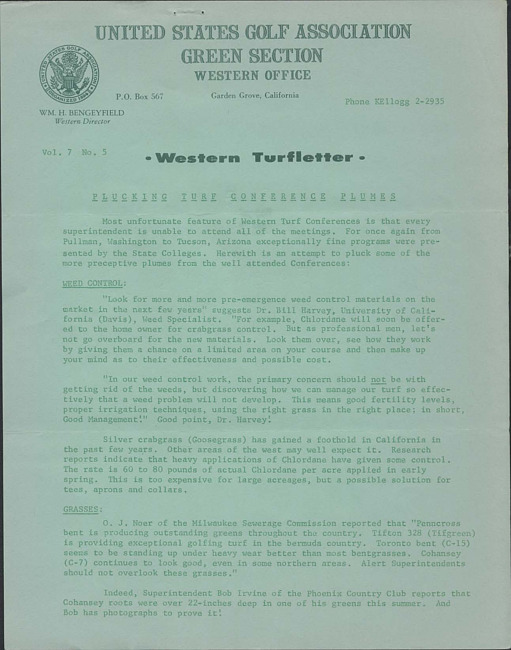 UNITED STATES GOLF ASSOCIATION
GREEN SECTION
WESTERN OFFICE
P.O. Box 567
Garden Grove, California
Phone KEllogg 2-2935
WM. H. BENGEYFIELD
Western Director
Vol. 7 No. 5
• Western Turfletter •
PLUCKING TURF CONFERENCE PLUMES
Most unfortunate feature of Western Turf Conferences is that every
superintendent is unable to attend all of the meetings. For once again from
Pullman, Washington to Tucson, Arizona exceptionally fine programs were pre-
sented by the State Colleges. Herewith is an attempt to pluck some of the
more preceptive plumes from the well attended Conferences:
WEED CONTROL:
"Look for more and more pre-emergence weed control materials on the
market in the next few years" suggests Dr. Bill Harvey, University of Cali-
fornia (Davis), Weed Specialist. "For example, Chlordane will soon be offer-
ed to the home owner for crabgrass control. But as professional men, let's
not go overboard for the new materials. Look them over, see how they work
by giving them a chance on a limited area on your course and then make up
your mind as to their effectiveness and possible cost.
"In our weed control work, the primary concern should not be with
getting rid of the weeds, but discovering how we can manage our turf so effec-
tively that a weed problem will not develop. This means good fertility levels,
proper irrigation techniques, using the right grass in the right place; in short,
Good Management!" Good point, Dr. Harvey!
Silver crabgrass (Goosegrass) has gained a foothold in California in
the past few years. Other areas of the west may well expect it. Research
reports indicate that heavy applications of Chlordane have given some control.
The rate is 60 to 80 pounds of actual Chlordane per acre applied in early
spring. This is too expensive for large acreages, but a possible solution for
tees, aprons and collars.
GRASSES:
O. J. Noer of the Milwaukee Sewerage Commission reported that "Penncross
bent is producing outstanding greens throughout the country. Tifton 328 (Tifgreen)
is providing exceptional golfing turf in the bermuda country. Toronto bent (C-15)
seems to be standing up under heavy wear better than most bentgrasses. Cohansey
(C-7) continues to look good, even in some northern areas. Alert Superintendents
should not overlook these grasses."
Indeed, Superintendent Bob Irvine of the Phoenix Country Club reports that
Cohansey roots were over 22-inches deep in one of his greens this summer. And
Bob has photographs to prove it!